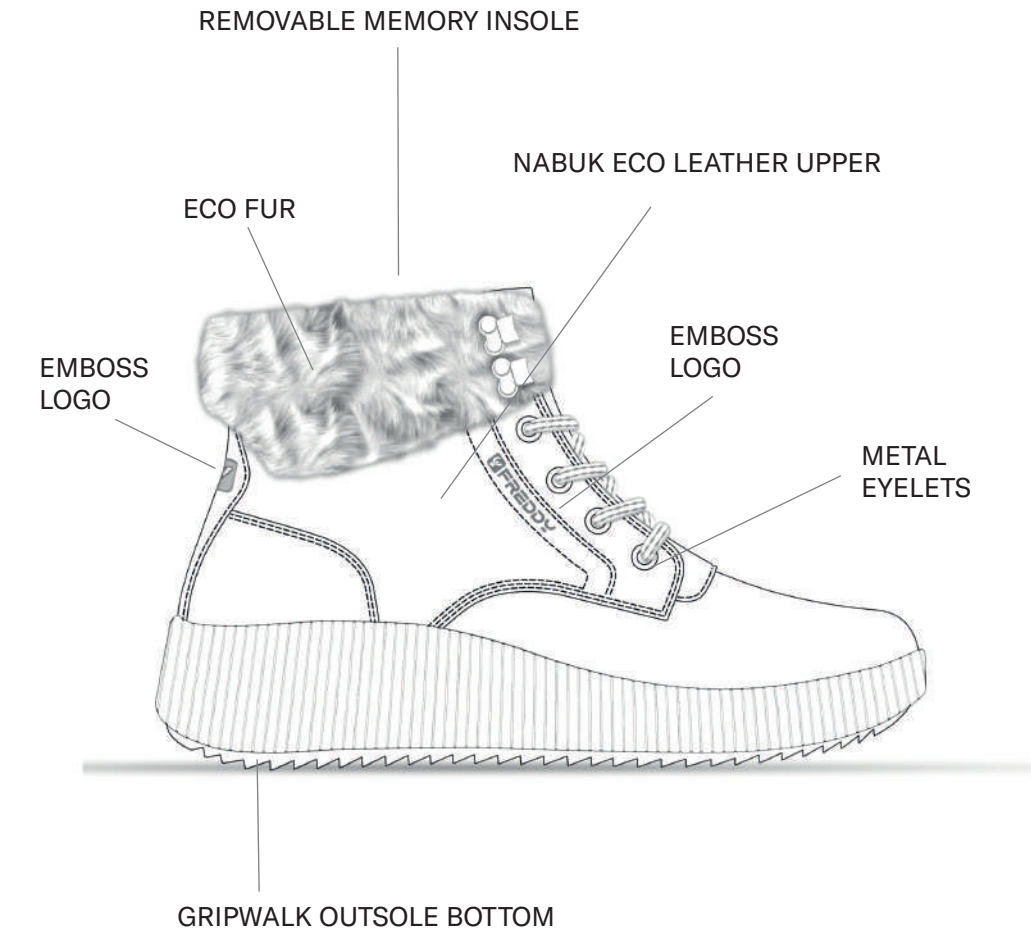 REMOVABLE MEMORY INSOLE
NABUK ECO LEATHER UPPER
ECO FUR
EMBOSS
LOGO
EMBOSS
LOGO
METAL
EYELETS
FREDDY
GRIPWALK OUTSOLE BOTTOM